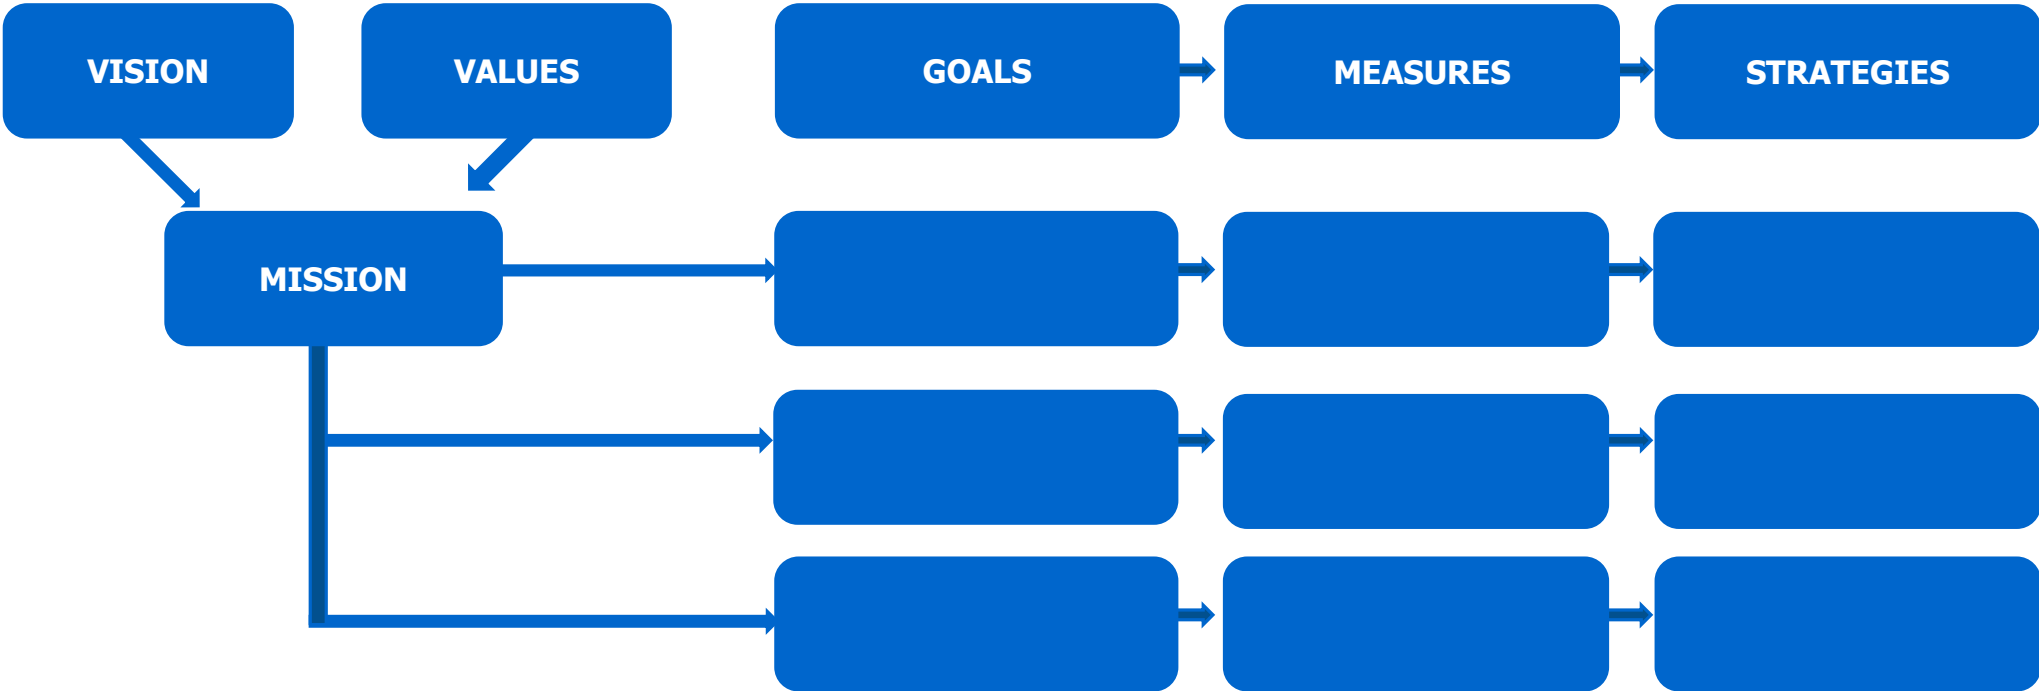 VISION
VALUES
GOALS
MEASURES
STRATEGIES
MISSION